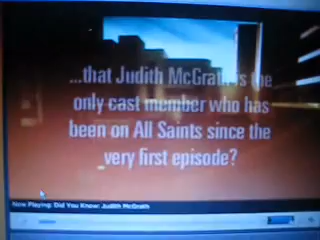 ...that Judith McGrath is the
only cast member who has
been on All Saints since the
very first episode?
Now Playing: Did You Know: Judith McGrath